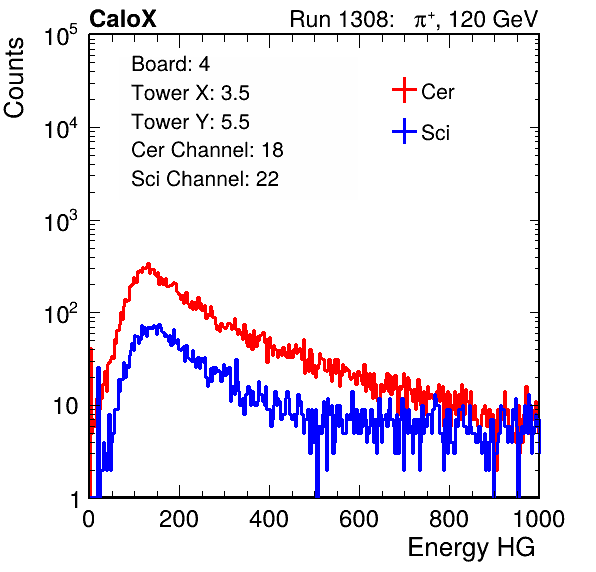 CaloX Run 1308: π⁺, 120 GeV
Counts
10⁵
10⁴
10³
10²
10
1
Board: 4
Tower X: 3.5
Tower Y: 5.5
Cer Channel: 18
Sci Channel: 22
Cer
Sci
0 200 400 600 800 1000
Energy HG